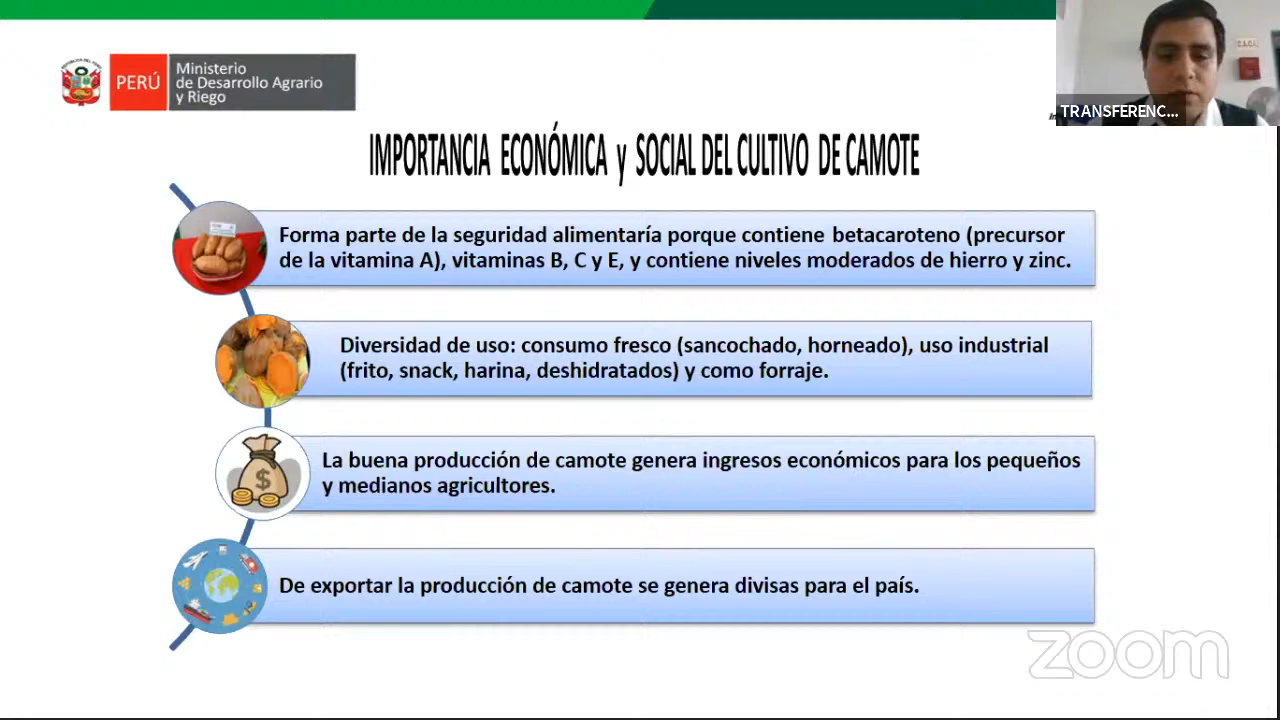 PERÚ
Ministerio
de Desarrollo Agrario
y Riego
TRANSFERENC...
IMPORTANCIA ECONÓMICA y SOCIAL DEL CULTIVO DE CAMOTE
Forma parte de la seguridad alimentaría porque contiene betacaroteno (precursor
de la vitamina A), vitaminas B, C y E, y contiene niveles moderados de hierro y zinc.
Diversidad de uso: consumo fresco (sancochado, horneado), uso industrial
(frito, snack, harina, deshidratados) y como forraje.
La buena producción de camote genera ingresos económicos para los pequeños
y medianos agricultores.
$
De exportar la producción de camote se genera divisas para el país.
zoom